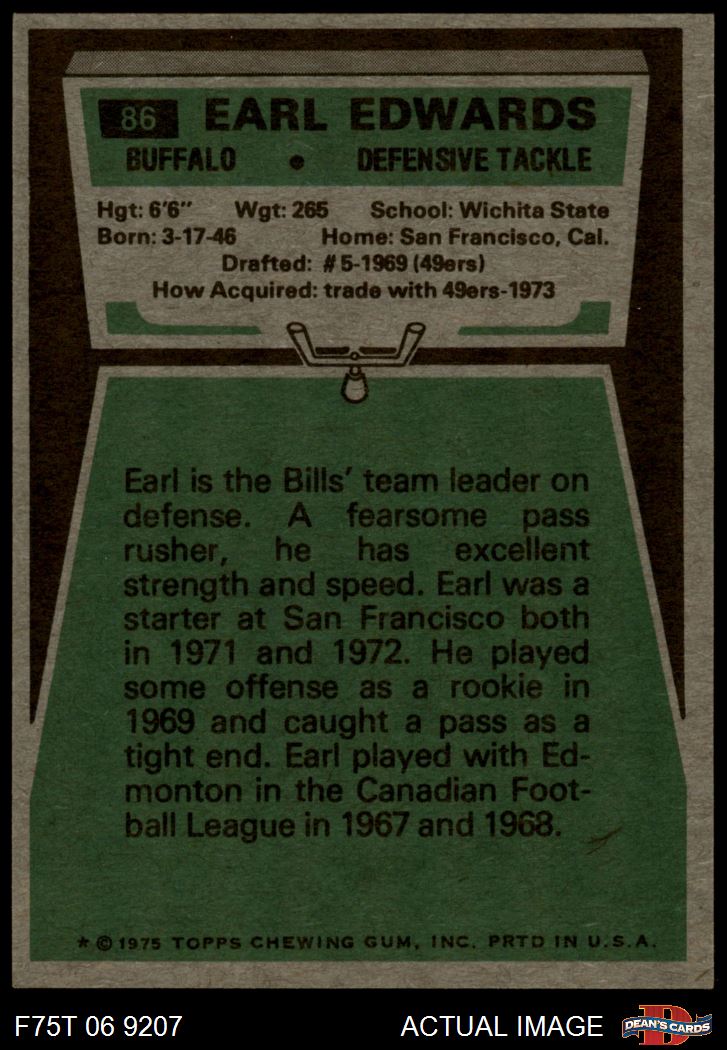 86 EARL EDWARDS
BUFFALO • DEFENSIVE TACKLE
Hgt: 6'6" Wgt: 265 School: Wichita State
Born: 3-17-46 Home: San Francisco, Cal.
Drafted: #5-1969 (49ers)
How Acquired: trade with 49ers-1973
Earl is the Bills' team leader on
defense. A fearsome pass
rusher, he has excellent
strength and speed. Earl was a
starter at San Francisco both
in 1971 and 1972. He played
some offense as a rookie in
1969 and caught a pass as a
tight end. Earl played with Ed-
monton in the Canadian Foot-
ball League in 1967 and 1968.
* © 1975 TOPPS CHEWING GUM, INC. PRTD IN U.S.A.
F75T 06 9207 ACTUAL IMAGE DEAN'S CARDS